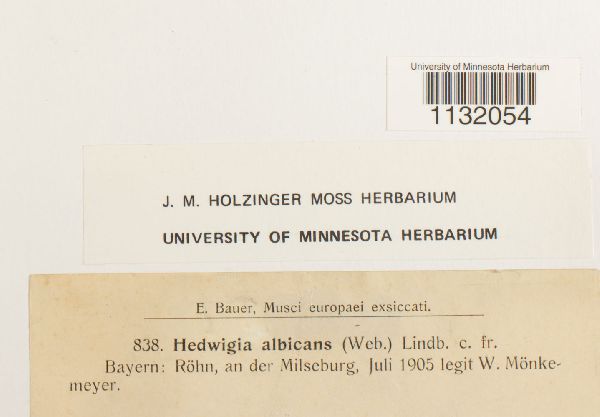 University of Minnesota Herbarium
1132054
J. M. HOLZINGER MOSS HERBARIUM
UNIVERSITY OF MINNESOTA HERBARIUM
E. Bauer, Musci europaei exsiccati.
838. Hedwigia albicans (Web.) Lindb. c. fr.
Bayern: Röhn, an der Milseburg, Juli 1905 legit W. Mönke-
meyer.